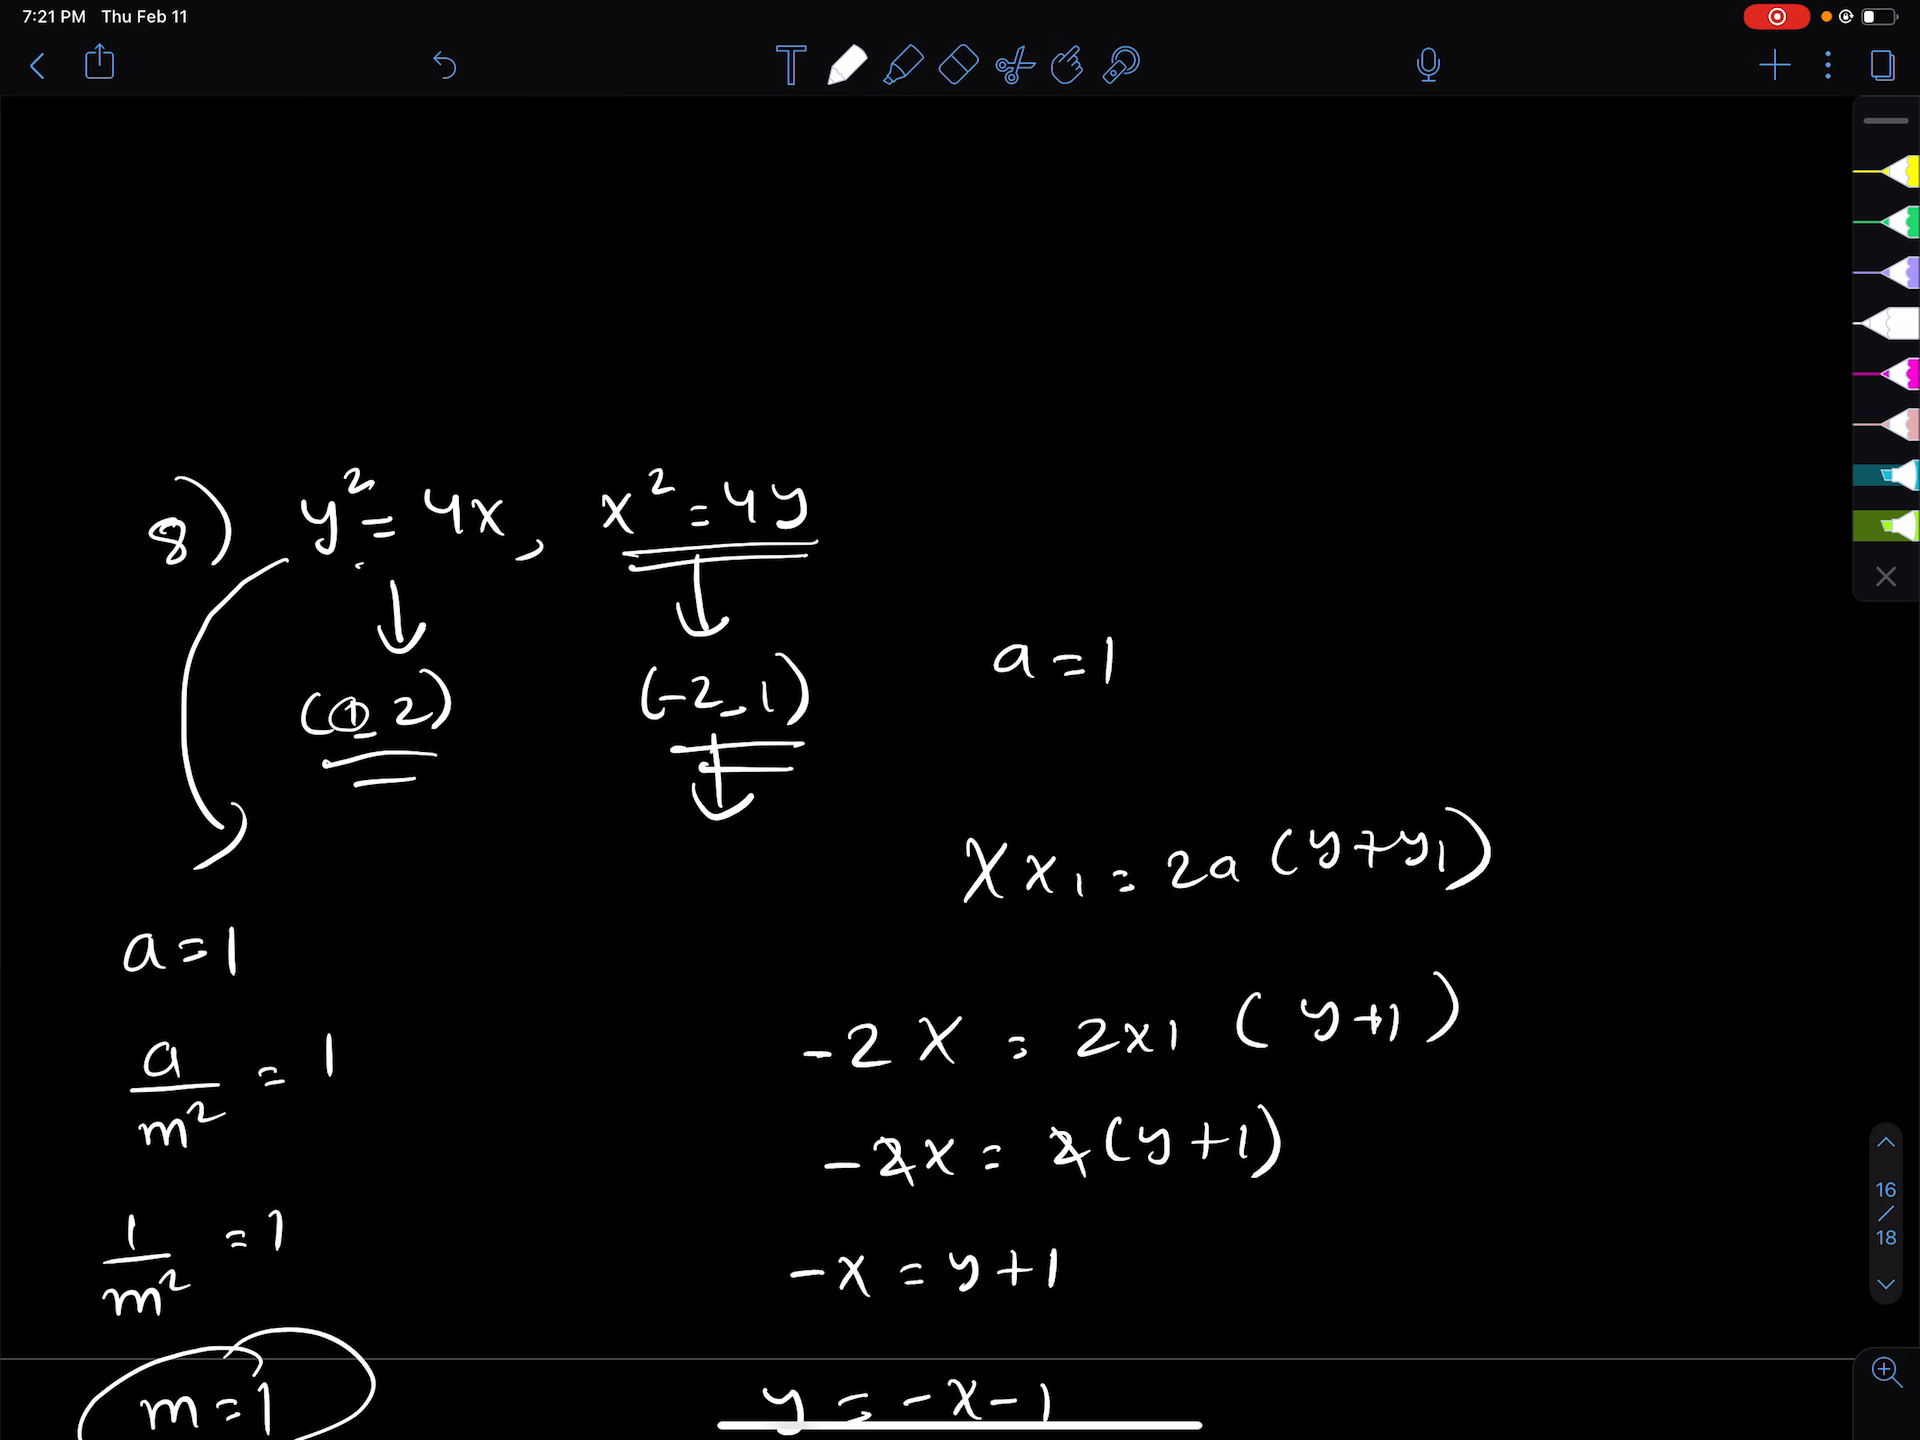 7:21 PM Thu Feb 11
8) y² = 4x, x² = 4y
(1, 2) (-2, 1)
a = 1
a = 1
a/m² = 1
1/m² = 1
m = 1
x x₁ = 2a (y + y₁)
-2x = 2x1 (y+1)
-2x = 2(y+1)
-x = y+1
y = -x-1
16
/
18